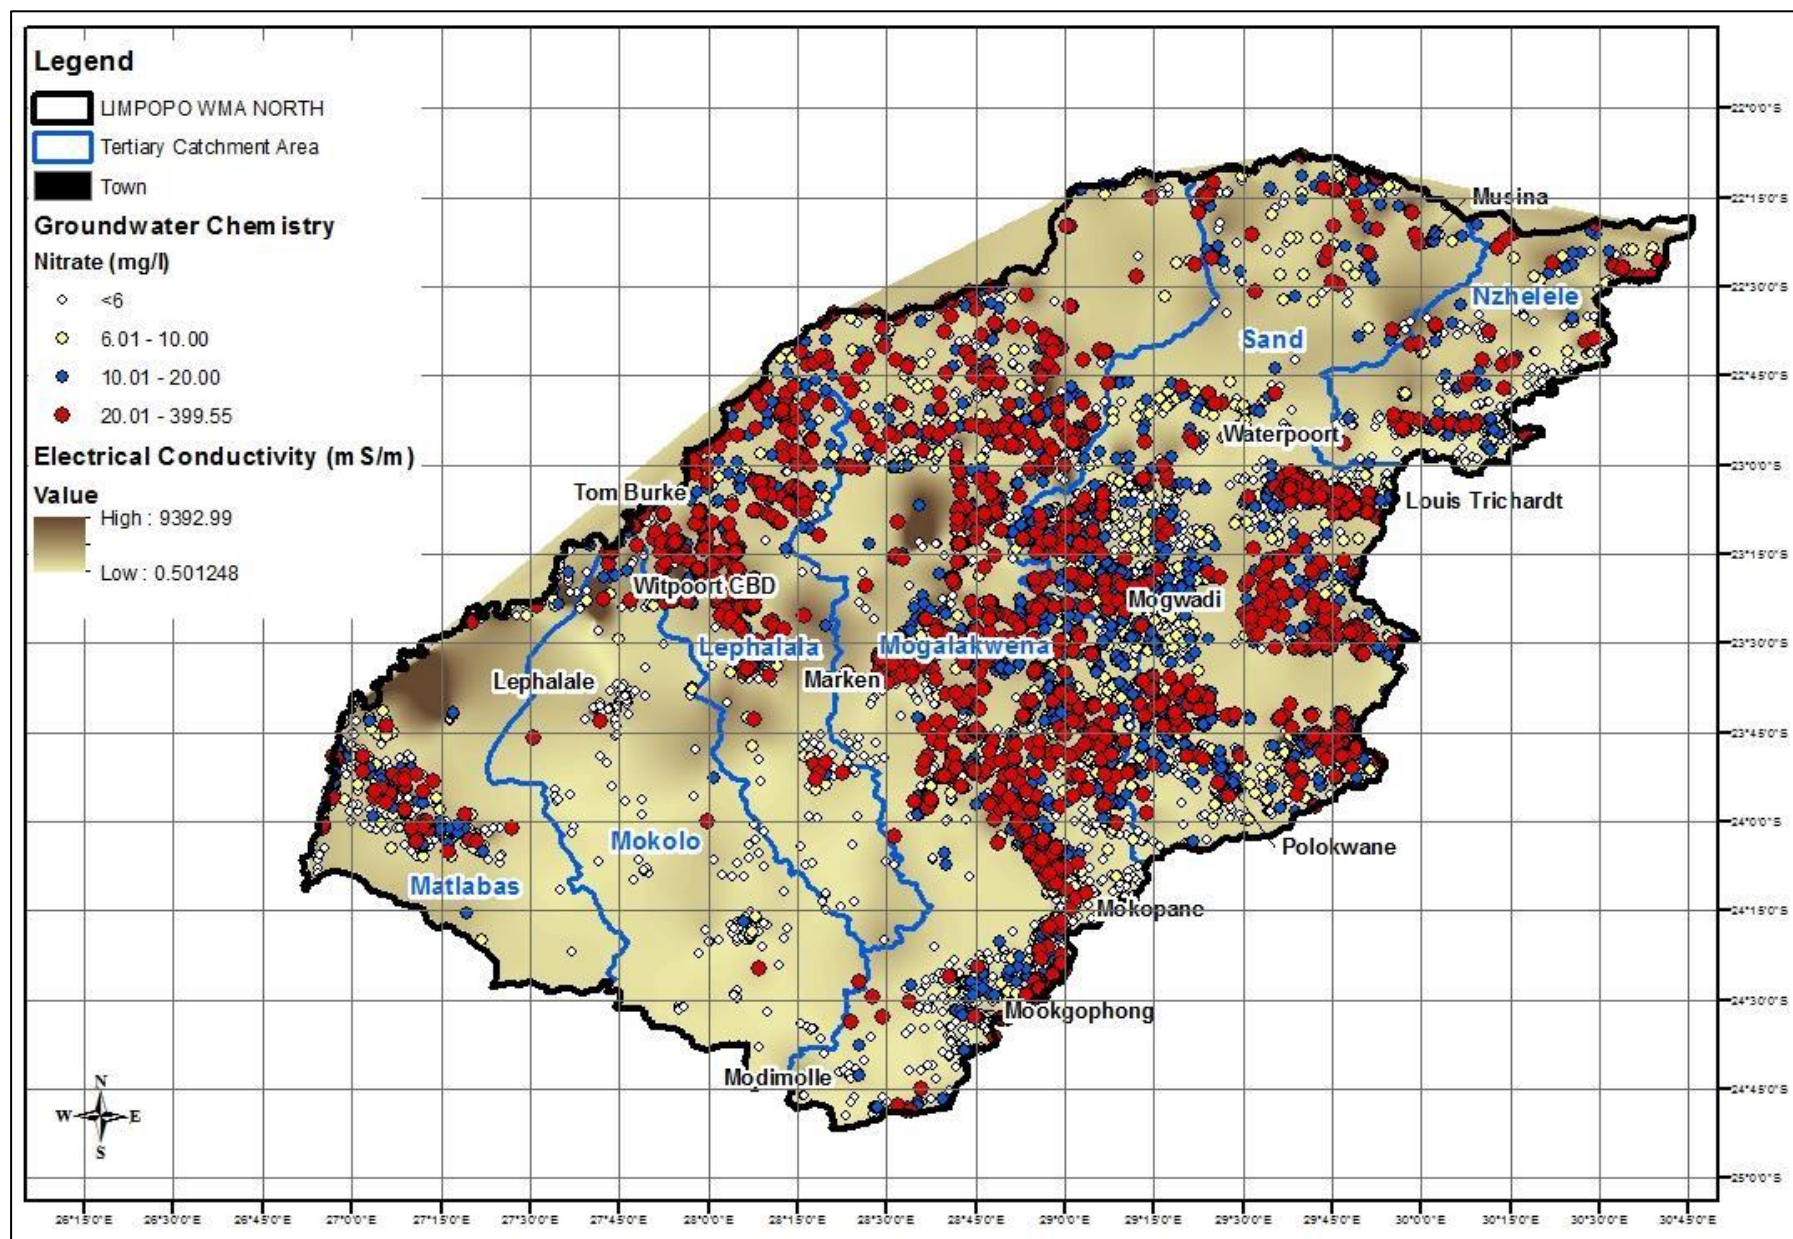 Legend
LIMPOPO WMA NORTH
Tertiary Catchment Area
Town
Groundwater Chemistry
Nitrate (mg/l)
<6
6.01 - 10.00
10.01 - 20.00
20.01 - 399.55
Electrical Conductivity (mS/m)
Value
High : 9392.99
Low : 0.501248
Musina
Nzhelele
Sand
Waterpoort
Tom Burke
Louis Trichardt
Witpoort CBD
Mogwadi
Lephalala
Mogalakwena
Lephalale
Marken
Mokolo
Polokwane
Matlabas
Mokopane
Mookgophong
Modimolle
N
W
E
S
22°0'0"S
22°15'0"S
22°30'0"S
22°45'0"S
23°0'0"S
23°15'0"S
23°30'0"S
23°45'0"S
24°0'0"S
24°15'0"S
24°30'0"S
24°45'0"S
25°0'0"S
26°15'0"E
26°30'0"E
26°45'0"E
27°0'0"E
27°15'0"E
27°30'0"E
27°45'0"E
28°0'0"E
28°15'0"E
28°30'0"E
28°45'0"E
29°0'0"E
29°15'0"E
29°30'0"E
29°45'0"E
30°0'0"E
30°15'0"E
30°30'0"E
30°45'0"E